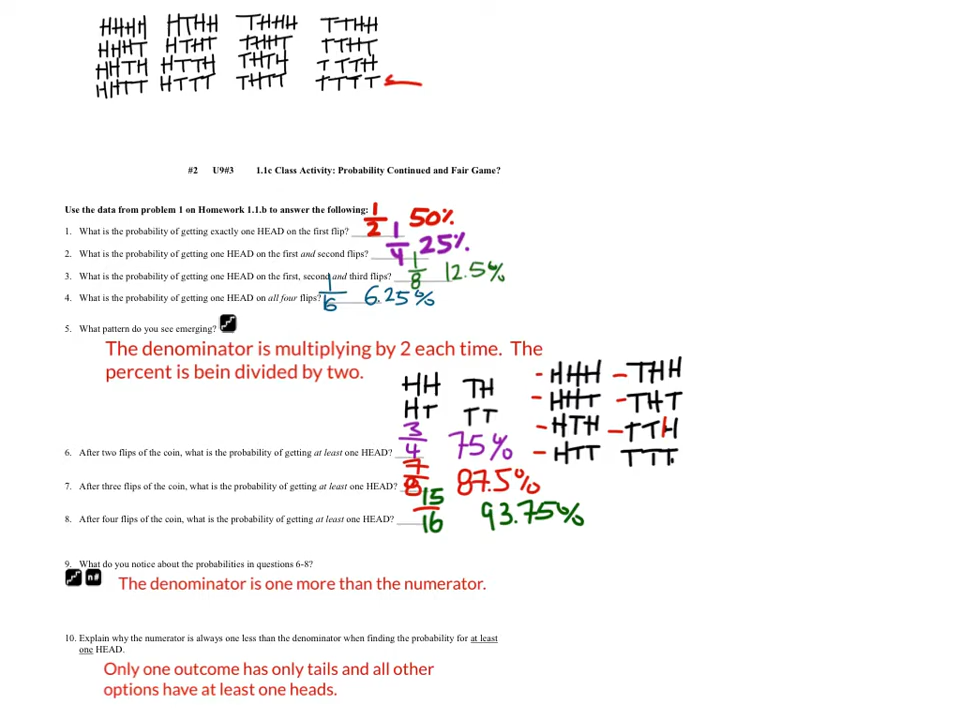 HHHH HTHH THHH TTHH
HHHT HTHT THHT TTHT
HHTH HTTH THTH TTTH
HHTT HTTT THTT TTTT
#2 U9#3 1.1c Class Activity: Probability Continued and Fair Game?
Use the data from problem 1 on Homework 1.1.b to answer the following:
1. What is the probability of getting exactly one HEAD on the first flip? 1/2 50%
2. What is the probability of getting one HEAD on the first and second flips? 1/4 25%.
3. What is the probability of getting one HEAD on the first, second and third flips? 1/8 12.5%
4. What is the probability of getting one HEAD on all four flips? 1/16 6.25%
5. What pattern do you see emerging?
The denominator is multiplying by 2 each time. The
percent is bein divided by two.
HH TH
HT TT
- HHH - THH
- HHT - THT
- HTH - TTH
- HTT TTT
6. After two flips of the coin, what is the probability of getting at least one HEAD? 3/4 75%
7. After three flips of the coin, what is the probability of getting at least one HEAD? 7/8 87.5%
8. After four flips of the coin, what is the probability of getting at least one HEAD? 15/16 93.75%
9. What do you notice about the probabilities in questions 6-8?
n#
The denominator is one more than the numerator.
10. Explain why the numerator is always one less than the denominator when finding the probability for at least
one HEAD.
Only one outcome has only tails and all other
options have at least one heads.